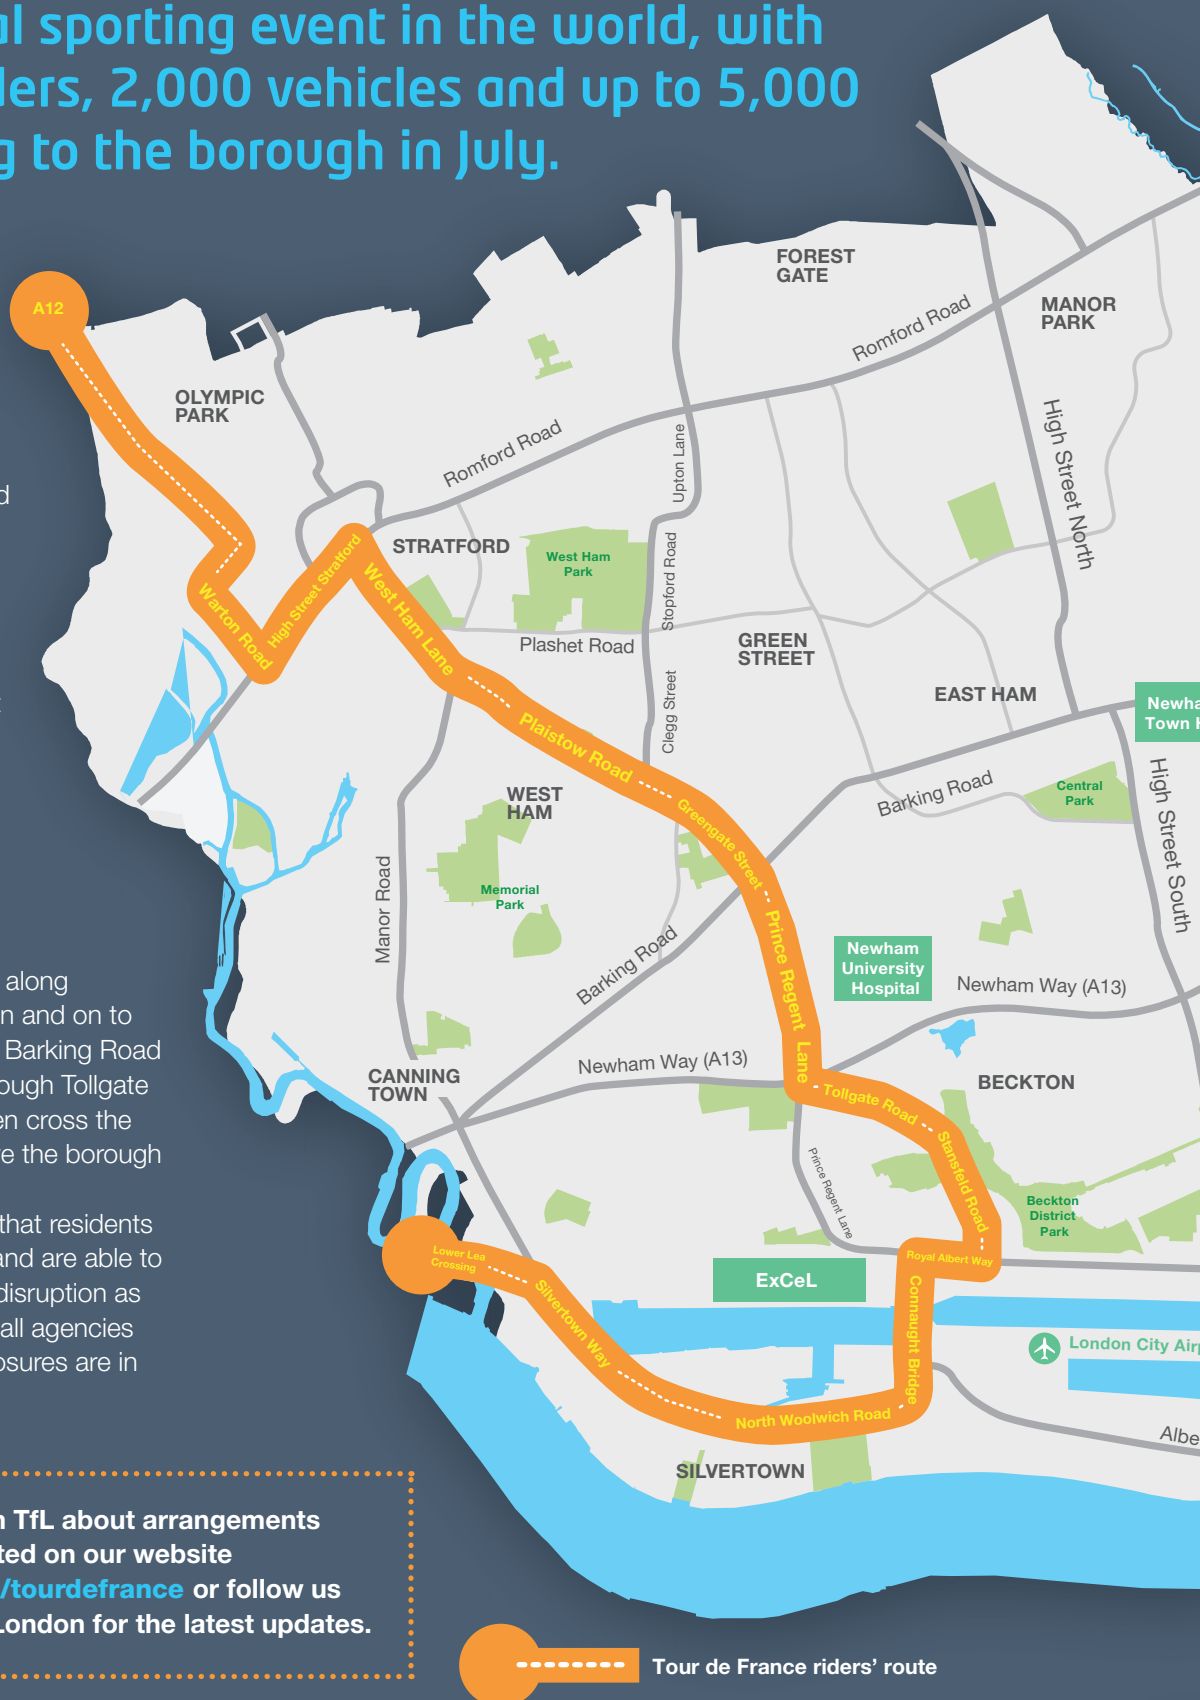 al sporting event in the world, with
ders, 2,000 vehicles and up to 5,000
g to the borough in July.
FOREST
GATE
A12
MANOR
PARK
Romford Road
OLYMPIC
PARK
High Street North
Romford Road
Upton Lane
d
STRATFORD
West Ham
Park
Stopford Road
High Street Stratford
West Ham Lane
Warton Road
Plashet Road
GREEN
STREET
EAST HAM
Clegg Street
Town
Plaistow Road
WEST
HAM
Barking Road
Central
Park
High Street South
Greengate Street
Manor Road
Memorial
Park
Prince Regent Lane
Barking Road
Newham
University
Hospital
Newham Way (A13)
along
n and on to
Barking Road
ough Tollgate
en cross the
e the borough
Newham Way (A13)
CANNING
TOWN
BECKTON
Tollgate Road
Stansfeld Road
Prince Regent Lane
Beckton
District
Park
that residents
and are able to
disruption as
all agencies
osures are in
Lower Lea
Crossing
Royal Albert Way
ExCeL
Silvertown Way
Connaught Bridge
London City Air
North Woolwich Road
Albe
SILVERTOWN
n TfL about arrangements
ted on our website
/tourdefrance or follow us
London for the latest updates.
Tour de France riders’ route